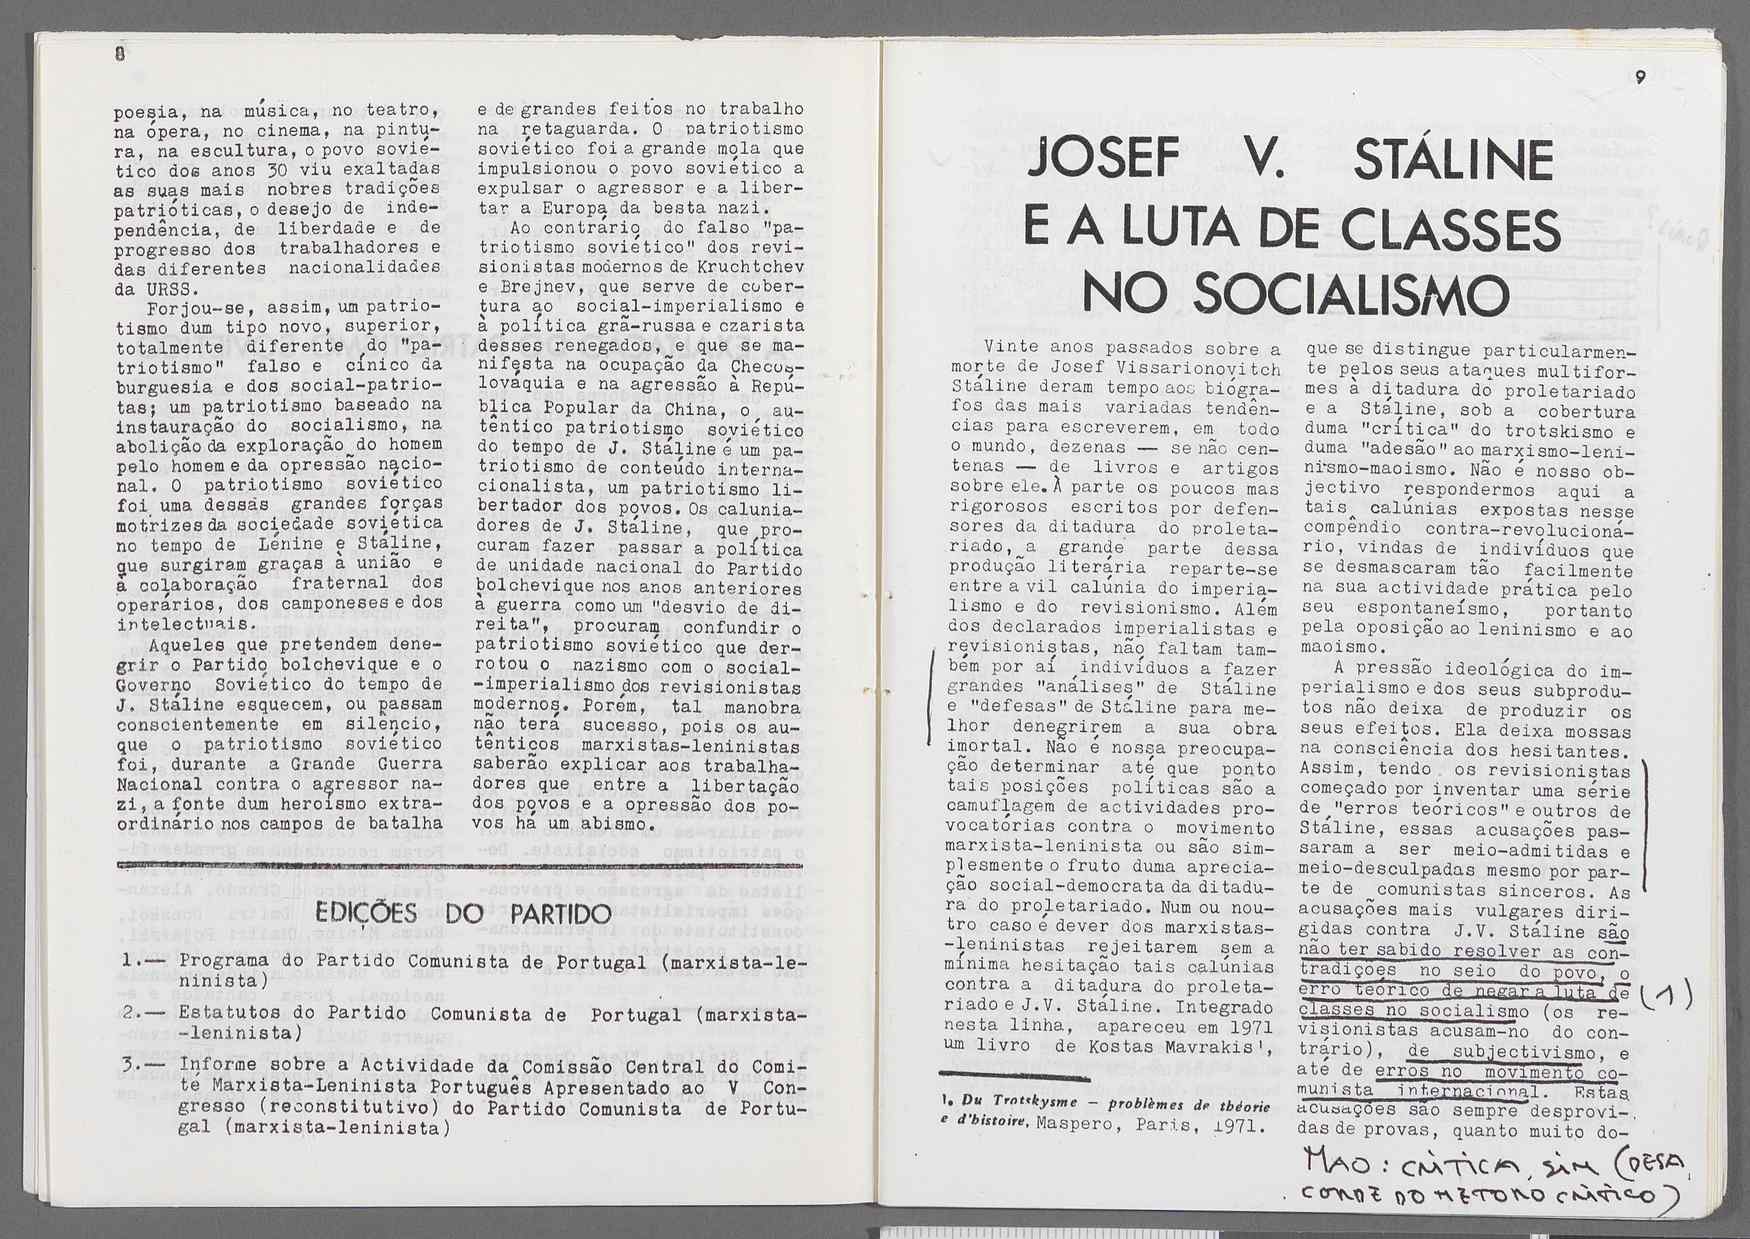 8
poesia, na música, no teatro,
na ópera, no cinema, na pintu-
ra, na escultura, o povo sovié-
tico dos anos 30 viu exaltadas
as suas mais nobres tradições
patrióticas, o desejo de inde-
pendência, de liberdade e de
progresso dos trabalhadores e
das diferentes nacionalidades
da URSS.
Forjou-se, assim, um patrio-
tismo dum tipo novo, superior,
totalmente diferente do "pa-
triotismo" falso e cínico da
burguesia e dos social-patrio-
tas; um patriotismo baseado na
instauração do socialismo, na
abolição da exploração do homem
pelo homem e da opressão nacio-
nal. O patriotismo soviético
foi uma dessas grandes forças
motrizes da sociedade soviética
no tempo de Lénine e Stáline,
que surgiram graças à união e
à colaboração fraternal dos
operários, dos camponeses e dos
intelectuais.
Aqueles que pretendem dene-
grir o Partido bolchevique e o
Governo Soviético do tempo de
J. Stáline esquecem, ou passam
conscientemente em silêncio,
que o patriotismo soviético
foi, durante a Grande Guerra
Nacional contra o agressor na-
zi, a fonte dum heroísmo extra-
ordinário nos campos de batalha
e de grandes feitos no trabalho
na retaguarda. O patriotismo
soviético foi a grande mola que
impulsionou o povo soviético a
expulsar o agressor e a liber-
tar a Europa da besta nazi.
Ao contrário do falso "pa-
triotismo soviético" dos revi-
sionistas modernos de Kruchtchev
e Brejnev, que serve de cober-
tura ao social-imperialismo e
à política grã-russa e czarista
desses renegados, e que se ma-
nifesta na ocupação da Checos-
lováquia e na agressão à Repú-
blica Popular da China, o au-
têntico patriotismo soviético
do tempo de J. Stáline é um pa-
triotismo de conteúdo interna-
cionalista, um patriotismo li-
bertador dos povos. Os calunia-
dores de J. Stáline, que pro-
curam fazer passar a política
de unidade nacional do Partido
bolchevique nos anos anteriores
à guerra como um "desvio de di-
reita", procuram confundir o
patriotismo soviético que der-
rotou o nazismo com o social-
-imperialismo dos revisionistas
modernos. Porém, tal manobra
não terá sucesso, pois os au-
tênticos marxistas-leninistas
saberão explicar aos trabalha-
dores que entre a libertação
dos povos e a opressão dos po-
vos há um abismo.
EDIÇÕES DO PARTIDO
1.— Programa do Partido Comunista de Portugal (marxista-le-
ninista)
2.— Estatutos do Partido Comunista de Portugal (marxista-
-leninista)
3.— Informe sobre a Actividade da Comissão Central do Comi-
té Marxista-Leninista Português Apresentado ao V Con-
gresso (reconstitutivo) do Partido Comunista de Portu-
gal (marxista-leninista)
9
JOSEF V. STÁLINE
E A LUTA DE CLASSES
NO SOCIALISMO
Vinte anos passados sobre a
morte de Josef Vissarionovitch
Stáline deram tempo aos biógra-
fos das mais variadas tendên-
cias para escreverem, em todo
o mundo, dezenas — se não cen-
tenas — de livros e artigos
sobre ele. À parte os poucos mas
rigorosos escritos por defen-
sores da ditadura do proleta-
riado, a grande parte dessa
produção literária reparte-se
entre a vil calúnia do imperia-
lismo e do revisionismo. Além
dos declarados imperialistas e
revisionistas, não faltam tam-
bém por aí indivíduos a fazer
grandes "análises" de Stáline
e "defesas" de Stáline para me-
lhor denegrirem a sua obra
imortal. Não é nossa preocupa-
ção determinar até que ponto
tais posições políticas são a
camuflagem de actividades pro-
vocatórias contra o movimento
marxista-leninista ou são sim-
plesmente o fruto duma aprecia-
ção social-democrata da ditadu-
ra do proletariado. Num ou nou-
tro caso é dever dos marxistas-
-leninistas rejeitarem sem a
mínima hesitação tais calúnias
contra a ditadura do proleta-
riado e J.V. Stáline. Integrado
nesta linha, apareceu em 1971
um livro de Kostas Mavrakis¹,
1. Du Trotskysme – problèmes de théorie
e d'histoire, Maspero, Paris, 1971.
que se distingue particularmen-
te pelos seus ataques multifor-
mes à ditadura do proletariado
e a Stáline, sob a cobertura
duma "crítica" do trotskismo e
duma "adesão" ao marxismo-leni-
nismo-maoismo. Não é nosso ob-
jectivo respondermos aqui a
tais calúnias expostas nesse
compêndio contra-revolucioná-
rio, vindas de indivíduos que
se desmascaram tão facilmente
na sua actividade prática pelo
seu espontaneísmo, portanto
pela oposição ao leninismo e ao
maoismo.
A pressão ideológica do im-
perialismo e dos seus subprodu-
tos não deixa de produzir os
seus efeitos. Ela deixa mossas
na consciência dos hesitantes.
Assim, tendo os revisionistas
começado por inventar uma série
de "erros teóricos" e outros de
Stáline, essas acusações pas-
saram a ser meio-admitidas e
meio-desculpadas mesmo por par-
te de comunistas sinceros. As
acusações mais vulgares diri-
gidas contra J.V. Stáline são
não ter sabido resolver as con-
tradições no seio do povo, o
erro teórico de negar a luta de
classes no socialismo (os re-
visionistas acusam-no do con-
trário), de subjectivismo, e
até de erros no movimento co-
munista internacional. Estas
acusações são sempre desprovi-
das de provas, quanto muito do-
(1)
MAO: CRITICA, SIM (DESA
CORDE DO METODO CRITICO)